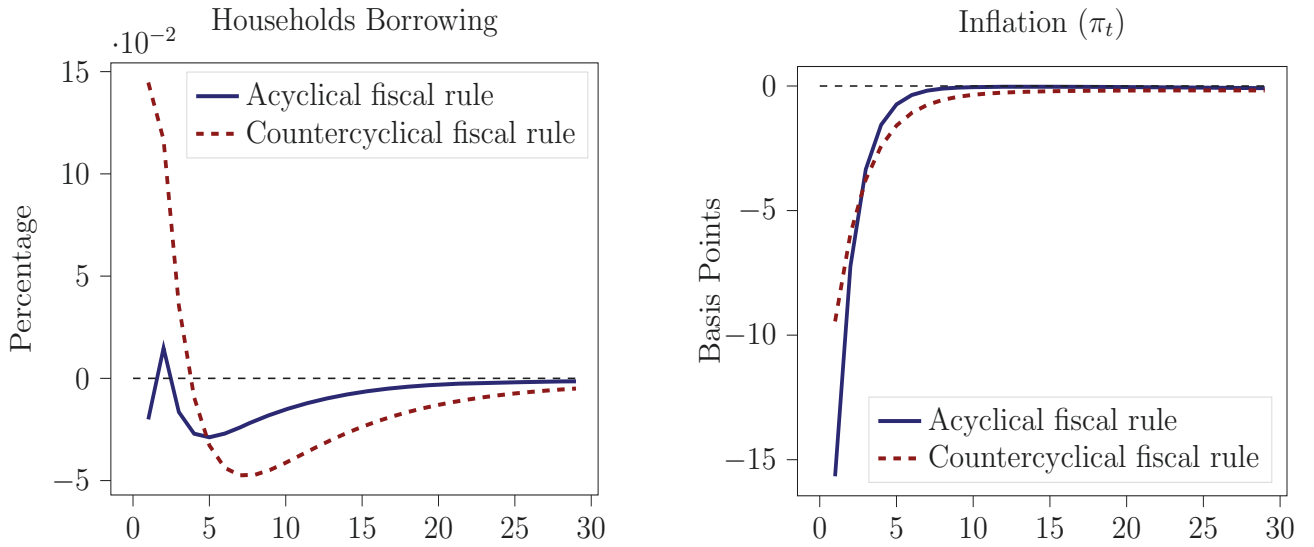 Households Borrowing
·10⁻²
15
10
5
0
−5
Percentage
Acyclical fiscal rule
Countercyclical fiscal rule
0 5 10 15 20 25 30
Inflation (πₜ)
0
−5
−10
−15
Basis Points
Acyclical fiscal rule
Countercyclical fiscal rule
0 5 10 15 20 25 30